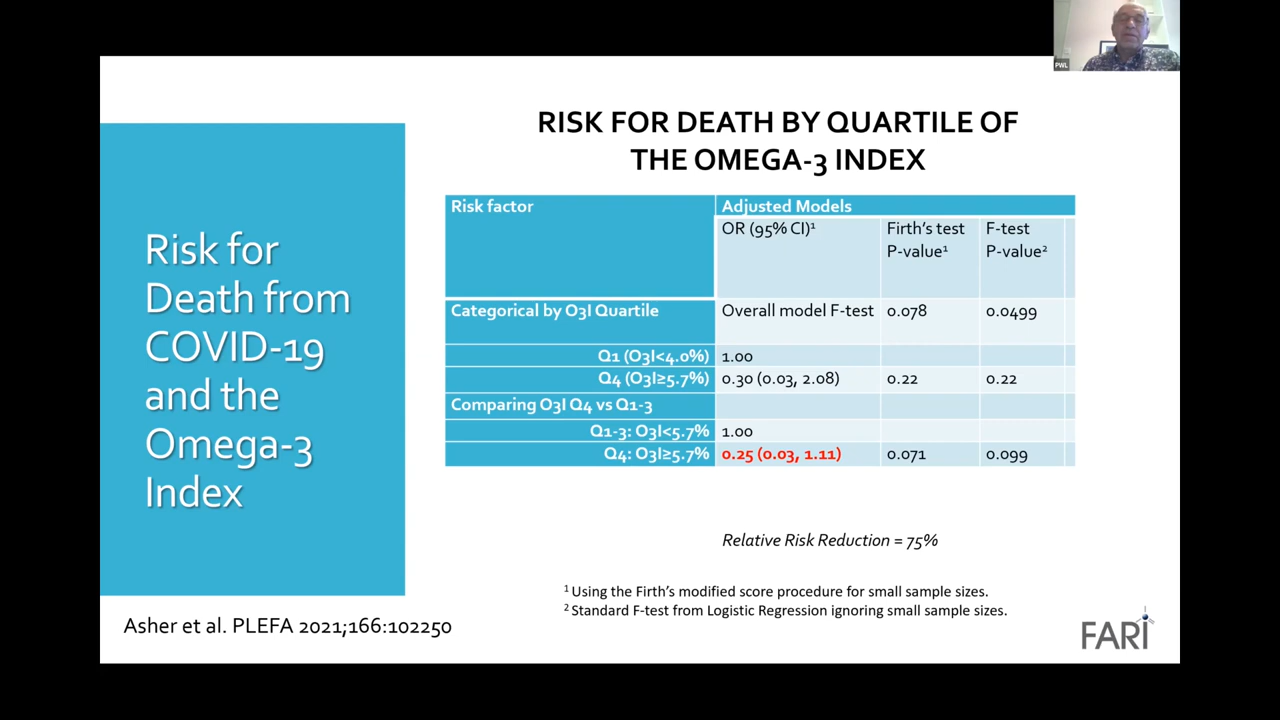 PWL
RISK FOR DEATH BY QUARTILE OF
THE OMEGA-3 INDEX
Risk for
Death from
COVID-19
and the
Omega-3
Index
Risk factor Adjusted Models
OR (95% CI)¹ Firth's test F-test
P-value¹ P-value²
Categorical by O3I Quartile Overall model F-test 0.078 0.0499
Q1 (O3I<4.0%) 1.00
Q4 (O3I≥5.7%) 0.30 (0.03, 2.08) 0.22 0.22
Comparing O3I Q4 vs Q1-3
Q1-3: O3I<5.7% 1.00
Q4: O3I≥5.7% 0.25 (0.03, 1.11) 0.071 0.099
Relative Risk Reduction = 75%
¹ Using the Firth's modified score procedure for small sample sizes.
² Standard F-test from Logistic Regression ignoring small sample sizes.
Asher et al. PLEFA 2021;166:102250
FARI